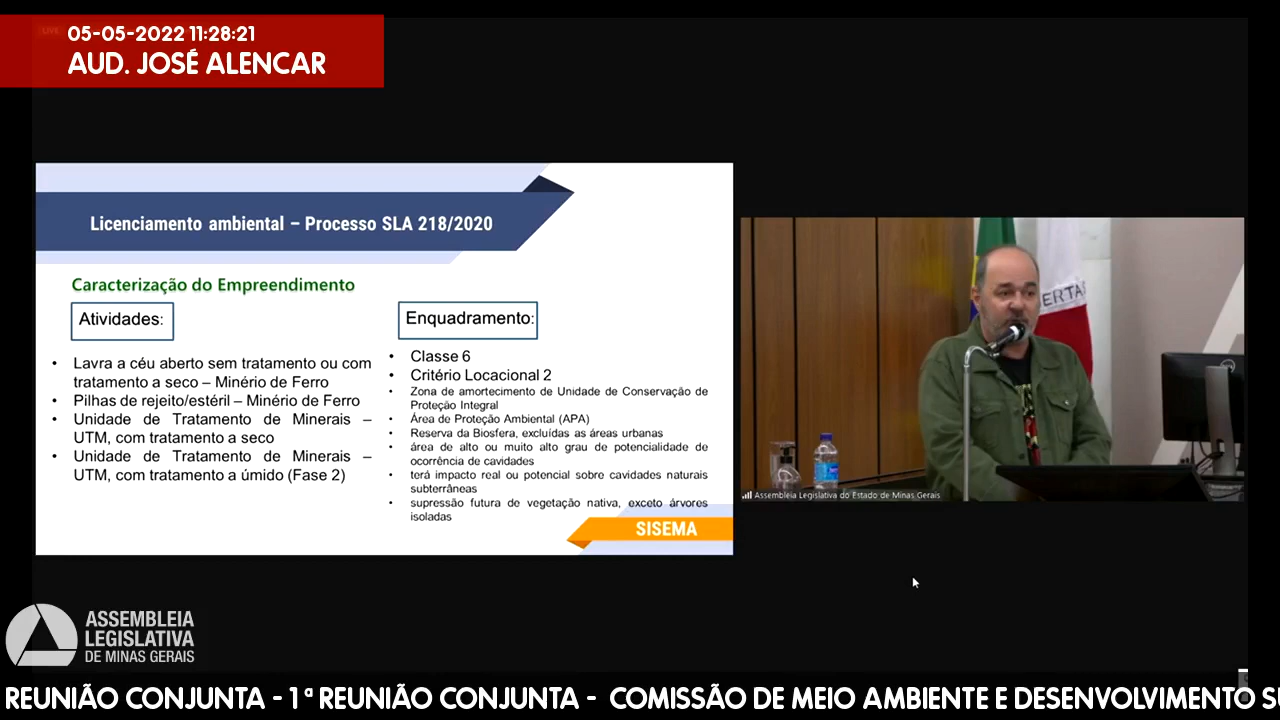 05-05-2022 11:28:21
AUD. JOSÉ ALENCAR
Licenciamento ambiental – Processo SLA 218/2020
Caracterização do Empreendimento
Atividades:
• Lavra a céu aberto sem tratamento ou com
tratamento a seco – Minério de Ferro
• Pilhas de rejeito/estéril – Minério de Ferro
• Unidade de Tratamento de Minerais –
UTM, com tratamento a seco
• Unidade de Tratamento de Minerais –
UTM, com tratamento a úmido (Fase 2)
Enquadramento:
• Classe 6
• Critério Locacional 2
• Zona de amortecimento de Unidade de Conservação de
Proteção Integral
• Área de Proteção Ambiental (APA)
• Reserva da Biosfera, excluídas as áreas urbanas
• área de alto ou muito alto grau de potencialidade de
ocorrência de cavidades
• terá impacto real ou potencial sobre cavidades naturais
subterrâneas
• supressão futura de vegetação nativa, exceto árvores
isoladas
SISEMA
ERTA
Assembleia Legislativa do Estado de Minas Gerais
ASSEMBLEIA
LEGISLATIVA
DE MINAS GERAIS
REUNIÃO CONJUNTA - 1ª REUNIÃO CONJUNTA - COMISSÃO DE MEIO AMBIENTE E DESENVOLVIMENTO S